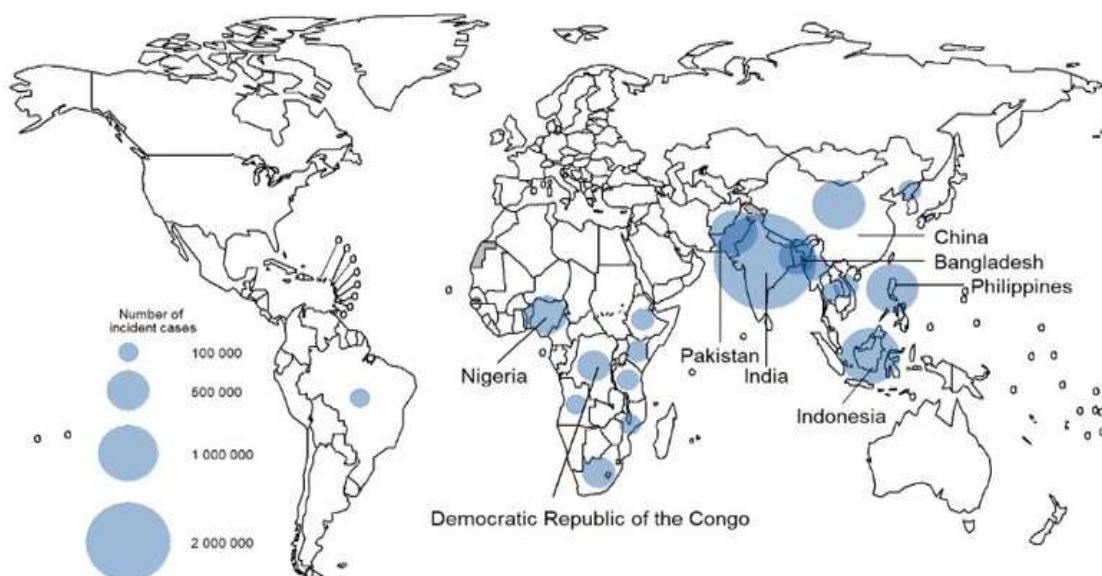 China
Bangladesh
Philippines
Number of
incident cases
100 000
500 000
1 000 000
2 000 000
Nigeria
Pakistan
India
Indonesia
Democratic Republic of the Congo